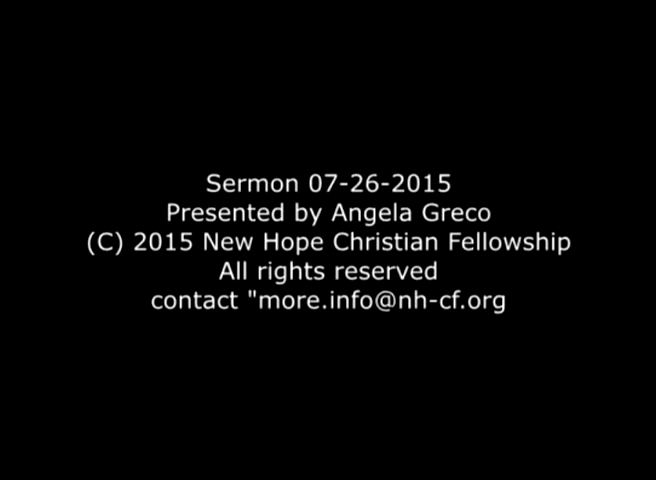 Sermon 07-26-2015
Presented by Angela Greco
(C) 2015 New Hope Christian Fellowship
All rights reserved
contact "more.info@nh-cf.org